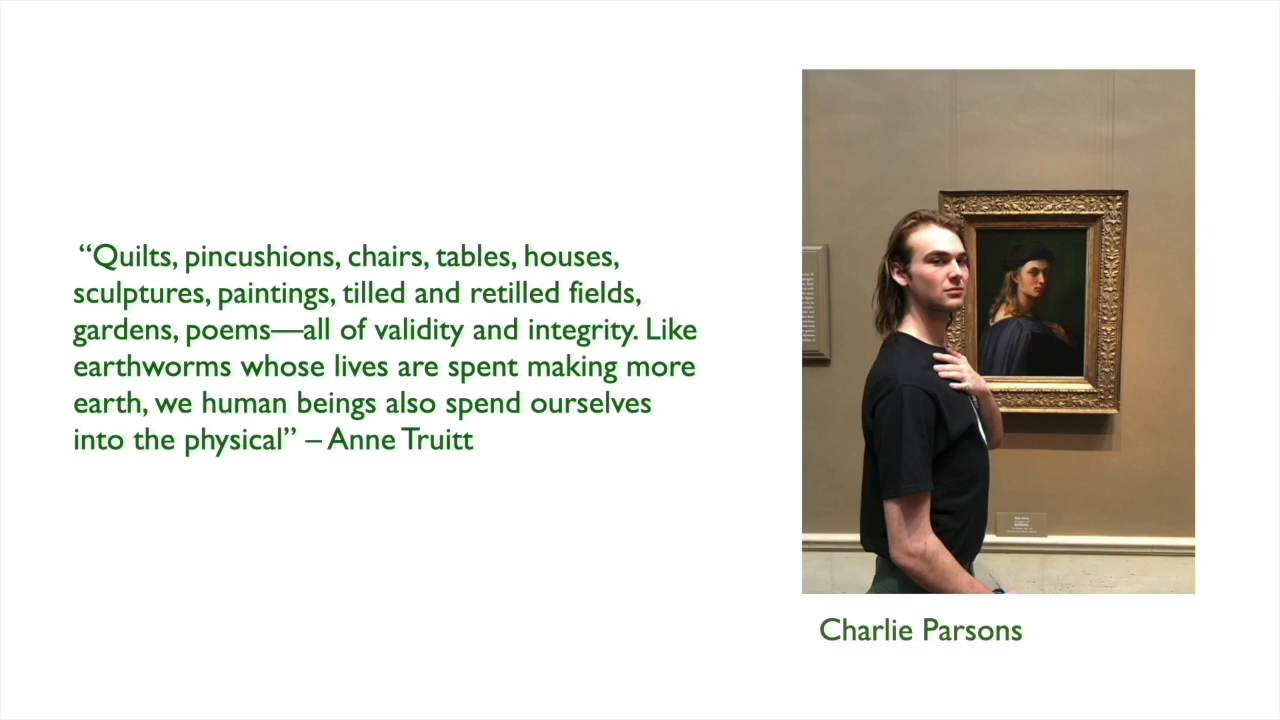 “Quilts, pincushions, chairs, tables, houses,
sculptures, paintings, tilled and retilled fields,
gardens, poems—all of validity and integrity. Like
earthworms whose lives are spent making more
earth, we human beings also spend ourselves
into the physical” – Anne Truitt
Charlie Parsons